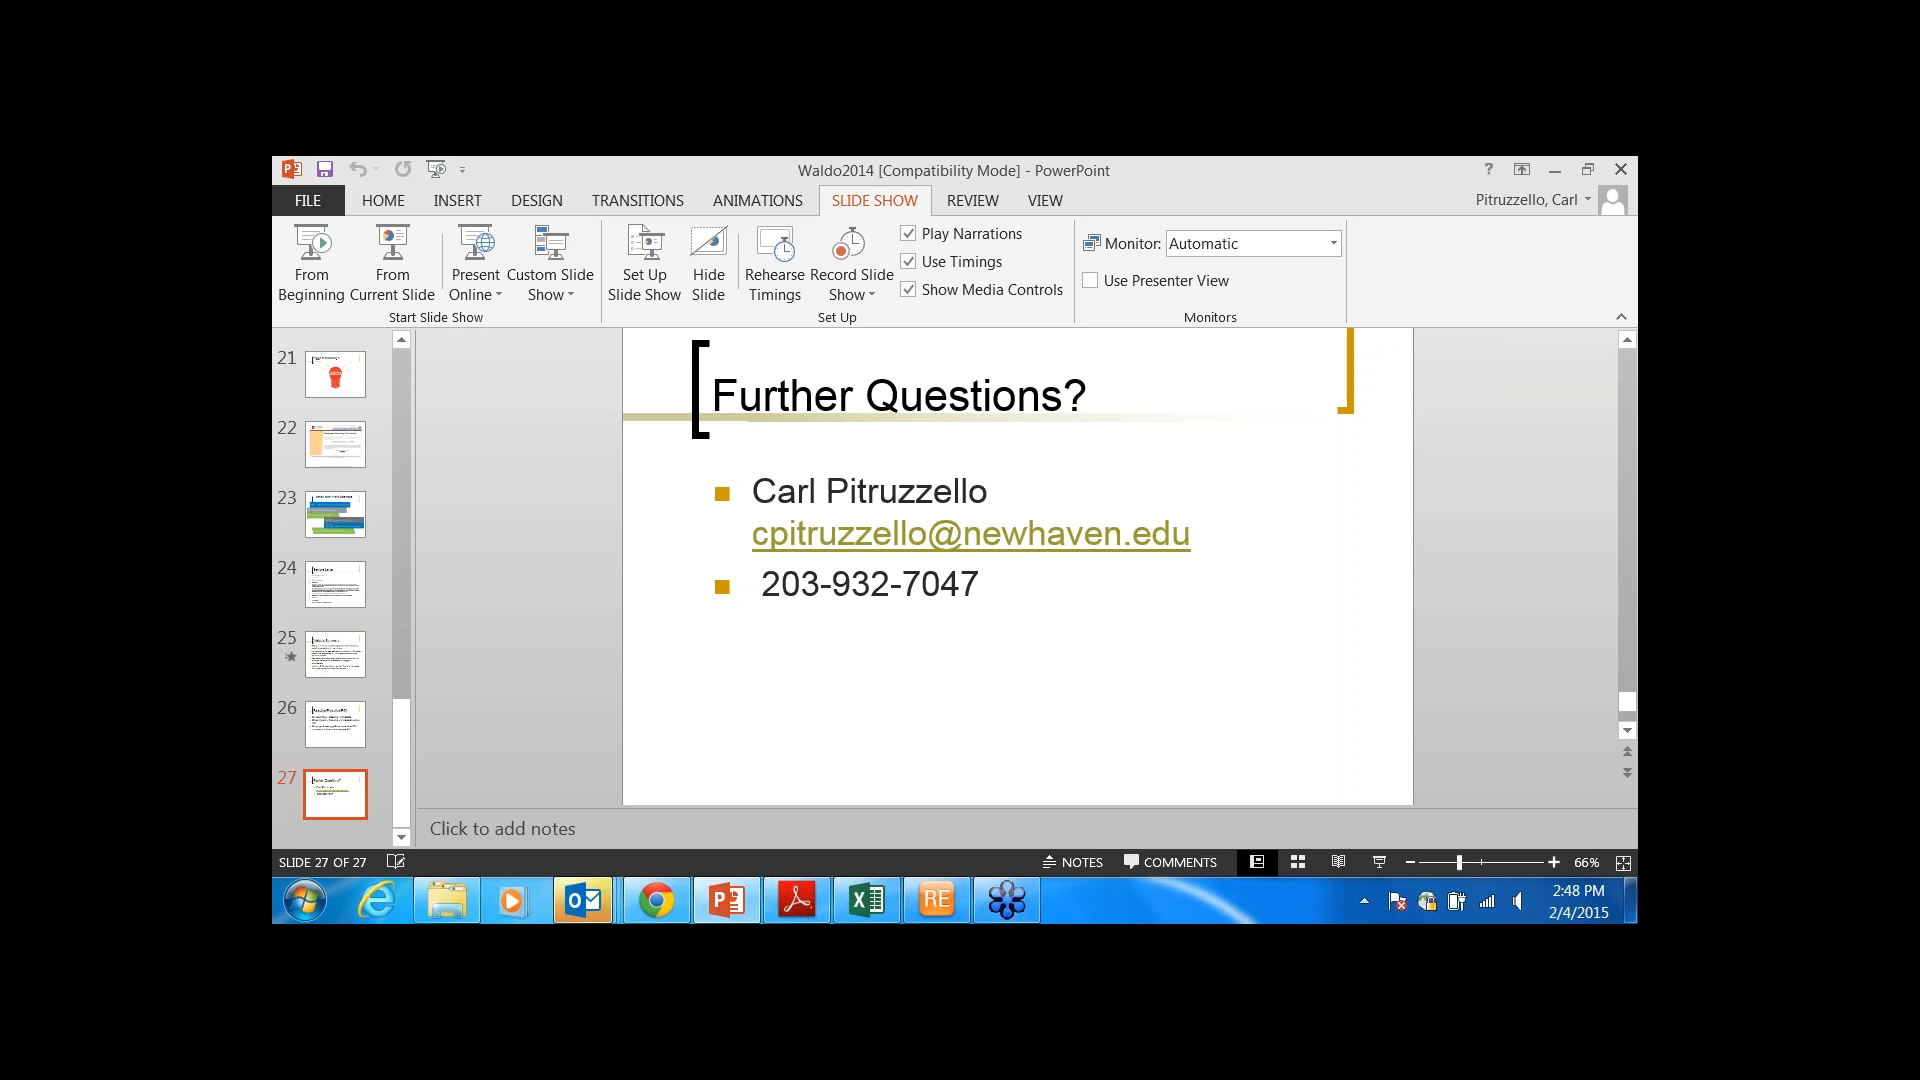 Waldo2014 [Compatibility Mode] - PowerPoint
?
FILE HOME INSERT DESIGN TRANSITIONS ANIMATIONS SLIDE SHOW REVIEW VIEW
Pitruzzello, Carl
From Beginning
From Current Slide
Present Online
Custom Slide Show
Start Slide Show
Set Up Slide Show
Hide Slide
Rehearse Timings
Record Slide Show
Play Narrations
Use Timings
Show Media Controls
Set Up
Monitor: Automatic
Use Presenter View
Monitors
21
22
23
24
25
26
27
Further Questions?
Carl Pitruzzello
cpitruzzello@newhaven.edu
203-932-7047
Click to add notes
SLIDE 27 OF 27
NOTES COMMENTS 66%
RE
2:48 PM
2/4/2015